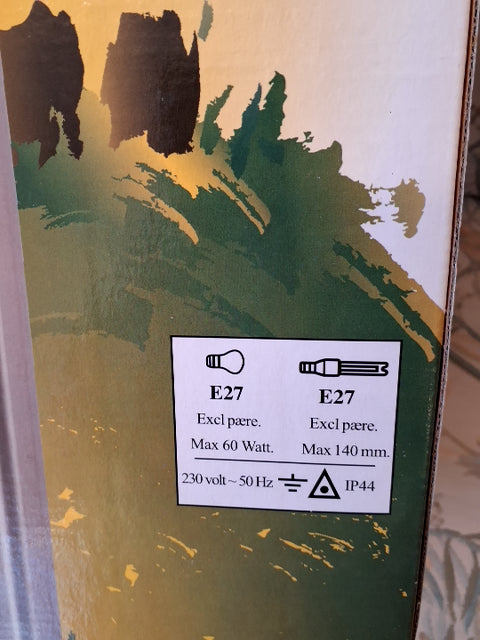 E27 E27
Excl pære. Excl pære.
Max 60 Watt. Max 140 mm.
230 volt ~ 50 Hz IP44